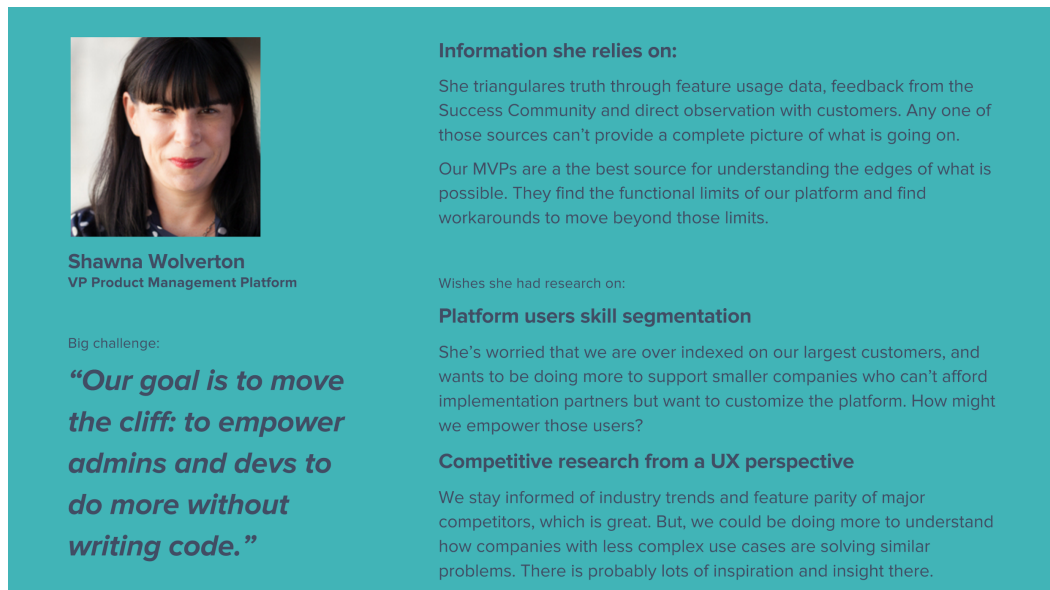 Shawna Wolverton
VP Product Management Platform
Big challenge:
“Our goal is to move
the cliff: to empower
admins and devs to
do more without
writing code.”
Information she relies on:
She triangulares truth through feature usage data, feedback from the
Success Community and direct observation with customers. Any one of
those sources can’t provide a complete picture of what is going on.
Our MVPs are a the best source for understanding the edges of what is
possible. They find the functional limits of our platform and find
workarounds to move beyond those limits.
Wishes she had research on:
Platform users skill segmentation
She’s worried that we are over indexed on our largest customers, and
wants to be doing more to support smaller companies who can’t afford
implementation partners but want to customize the platform. How might
we empower those users?
Competitive research from a UX perspective
We stay informed of industry trends and feature parity of major
competitors, which is great. But, we could be doing more to understand
how companies with less complex use cases are solving similar
problems. There is probably lots of inspiration and insight there.